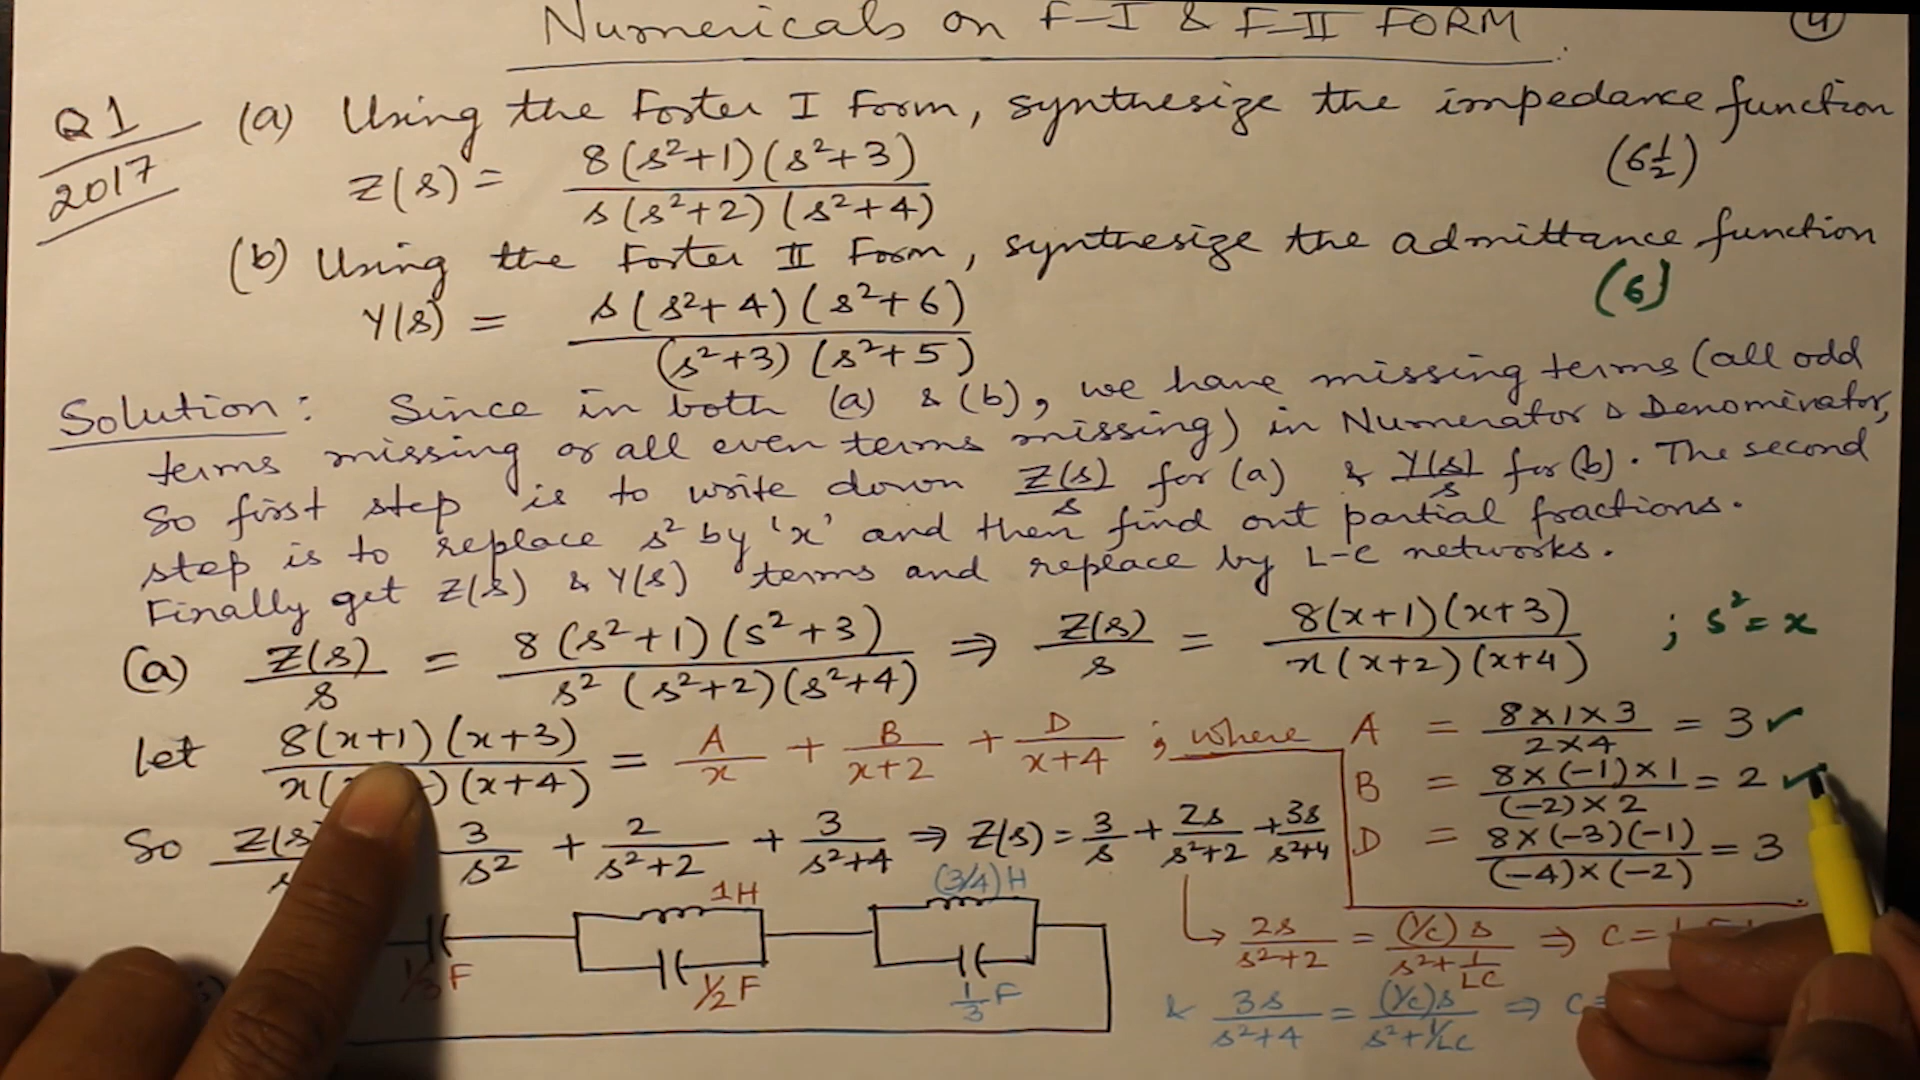 Numericals on F-I & F-II FORM
(4)
Q1
2017
(a) Using the Foster I Form, synthesize the impedance function
Z(s) = 8(s²+1)(s²+3) / s(s²+2)(s²+4)
(6½)
(b) Using the Foster II Form, synthesize the admittance function
Y(s) = s(s²+4)(s²+6) / (s²+3)(s²+5)
(6)
Solution: Since in both (a) & (b), we have missing terms (all odd
terms missing or all even terms missing) in Numerator & Denominator,
So first step is to write down Z(s)/s for (a) & Y(s)/s for (b). The second
step is to replace s² by 'x' and then find out partial fractions.
Finally get Z(s) & Y(s) terms and replace by L-C networks.
(a) Z(s)/s = 8(s²+1)(s²+3) / s²(s²+2)(s²+4) ⇒ Z(s)/s = 8(x+1)(x+3) / x(x+2)(x+4) ; s² = x
let 8(x+1)(x+3) / x( )(x+4) = A/x + B/x+2 + D/x+4 ; where A = 8×1×3 / 2×4 = 3 ✓
B = 8×(-1)×1 / (-2)×2 = 2 ✓
D = 8×(-3)(-1) / (-4)×(-2) = 3
So Z(s) 3/s² + 2/s²+2 + 3/s²+4 ⇒ Z(s) = 3/s + 2s/s²+2 + 3s/s²+4
1H
(3/4)H
1/3 F
1/2 F
1/3 F
↳ 2s/s²+2 = (1/C)s / s²+1/LC ⇒ C =
& 3s/s²+4 = (1/C)s / s²+1/LC ⇒ C =